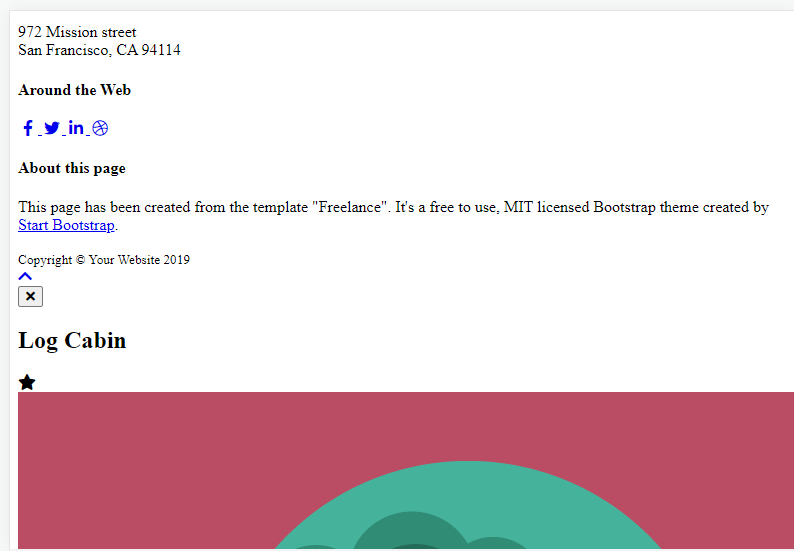 972 Mission street
San Francisco, CA 94114
Around the Web
About this page
This page has been created from the template "Freelance". It's a free to use, MIT licensed Bootstrap theme created by
Start Bootstrap.
Copyright © Your Website 2019
Log Cabin